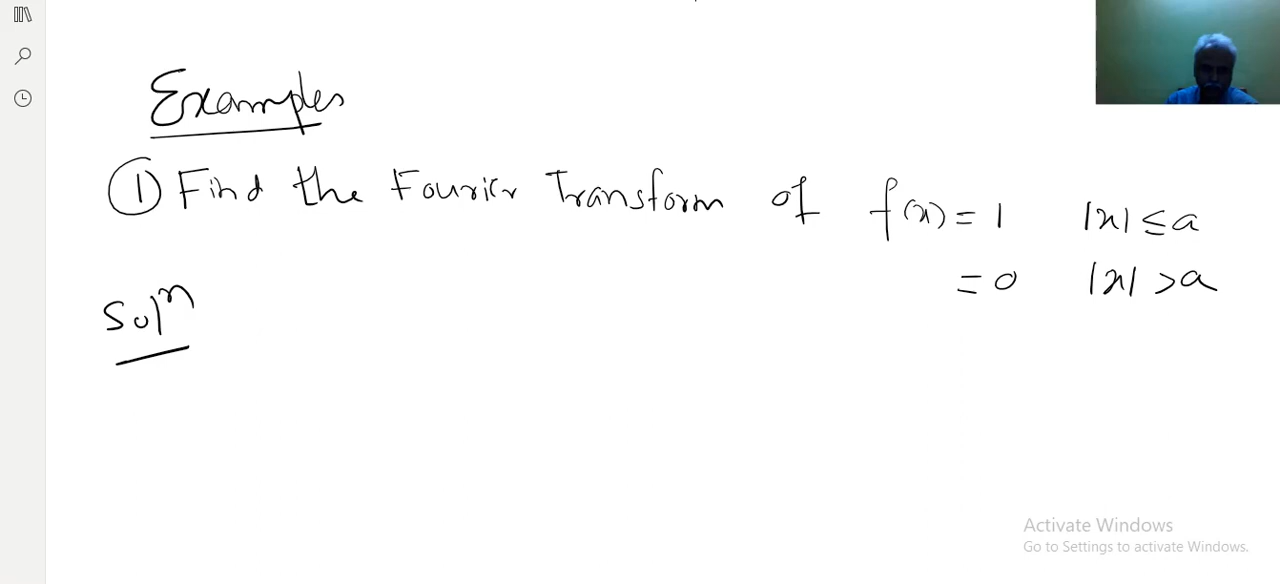 Examples
① Find the Fourier Transform of f(x) = 1 |x| ≤ a
= 0 |x| > a
Solⁿ
Activate Windows
Go to Settings to activate Windows.